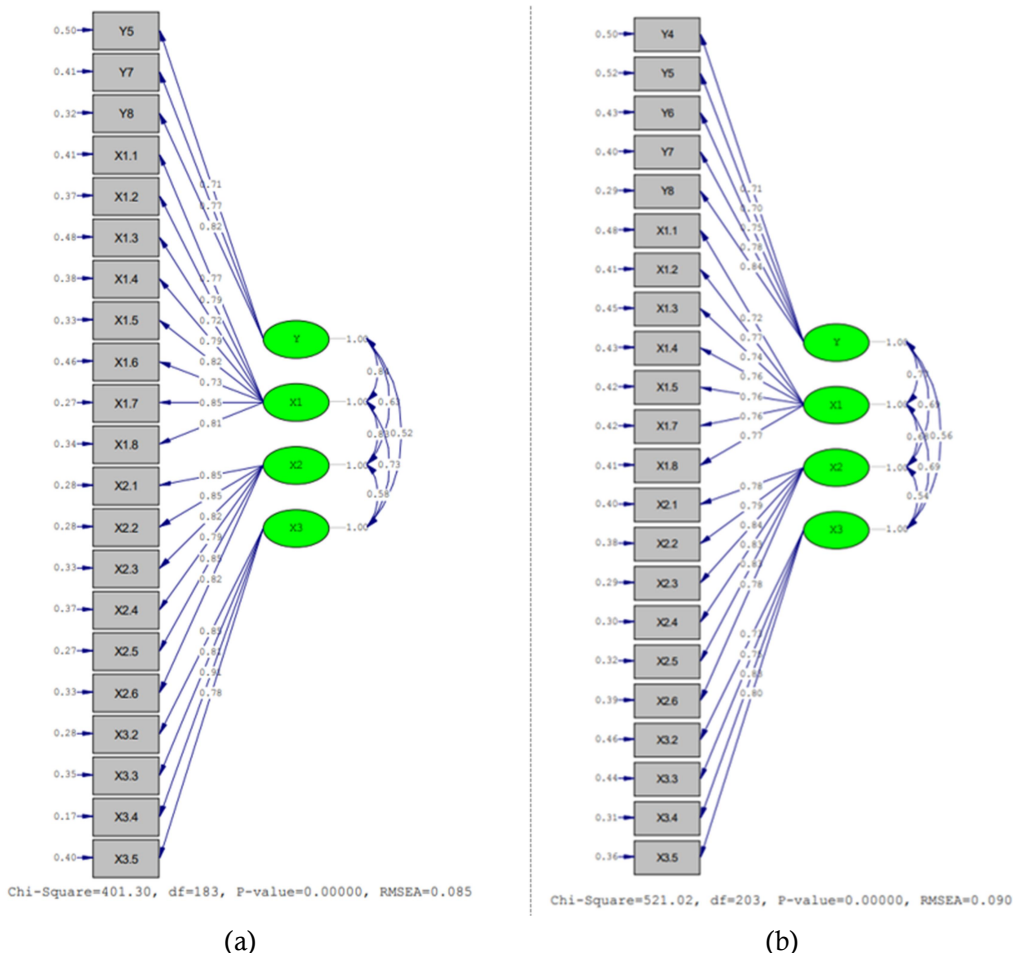 0.50 Y5
0.41 Y7
0.32 Y8
0.41 X1.1
0.37 X1.2
0.48 X1.3
0.38 X1.4
0.33 X1.5
0.46 X1.6
0.27 X1.7
0.34 X1.8
0.28 X2.1
0.28 X2.2
0.33 X2.3
0.37 X2.4
0.27 X2.5
0.33 X2.6
0.28 X3.2
0.35 X3.3
0.17 X3.4
0.40 X3.5
0.71
0.77
0.82
0.77
0.79
0.72
0.79
0.82
0.73
0.85
0.81
0.85
0.85
0.82
0.79
0.85
0.82
0.85
0.81
0.91
0.78
Y 1.00
X1 1.00
X2 1.00
X3 1.00
0.63
0.52
0.73
0.58
Chi-Square=401.30, df=183, P-value=0.00000, RMSEA=0.085
(a)
0.50 Y4
0.52 Y5
0.43 Y6
0.40 Y7
0.29 Y8
0.48 X1.1
0.41 X1.2
0.45 X1.3
0.43 X1.4
0.42 X1.5
0.42 X1.7
0.41 X1.8
0.40 X2.1
0.38 X2.2
0.29 X2.3
0.30 X2.4
0.32 X2.5
0.39 X2.6
0.46 X3.2
0.44 X3.3
0.31 X3.4
0.36 X3.5
0.71
0.70
0.75
0.78
0.84
0.72
0.77
0.74
0.76
0.76
0.76
0.77
0.78
0.79
0.84
0.83
0.83
0.78
0.73
0.75
0.83
0.80
Y 1.00
X1 1.00
X2 1.00
X3 1.00
0.56
0.69
0.54
Chi-Square=521.02, df=203, P-value=0.00000, RMSEA=0.090
(b)